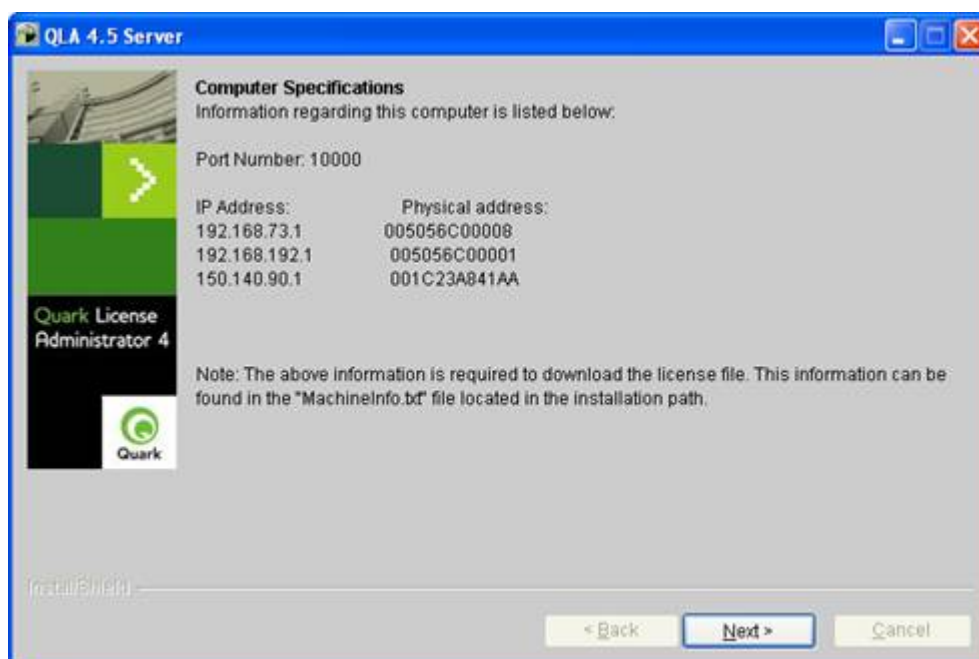 QLA 4.5 Server
Computer Specifications
Information regarding this computer is listed below:
Port Number: 10000
IP Address: Physical address:
192.168.73.1 005056C00008
192.168.192.1 005056C00001
150.140.90.1 001C23A841AA
Quark License
Administrator 4
Note: The above information is required to download the license file. This information can be
found in the "MachineInfo.txt" file located in the installation path.
Quark
InstallShield
< Back Next > Cancel